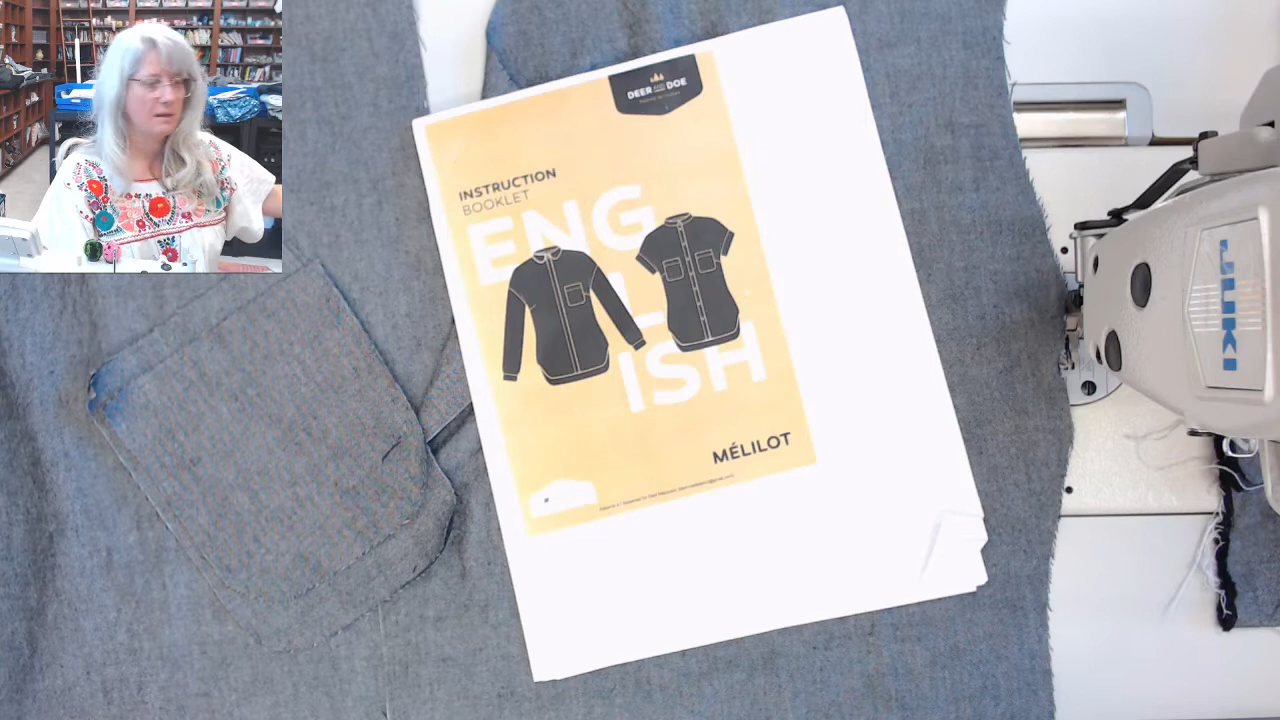 DEER AND DOE
INSTRUCTION
BOOKLET
ENG
L
ISH
MÉLILOT
JUKI